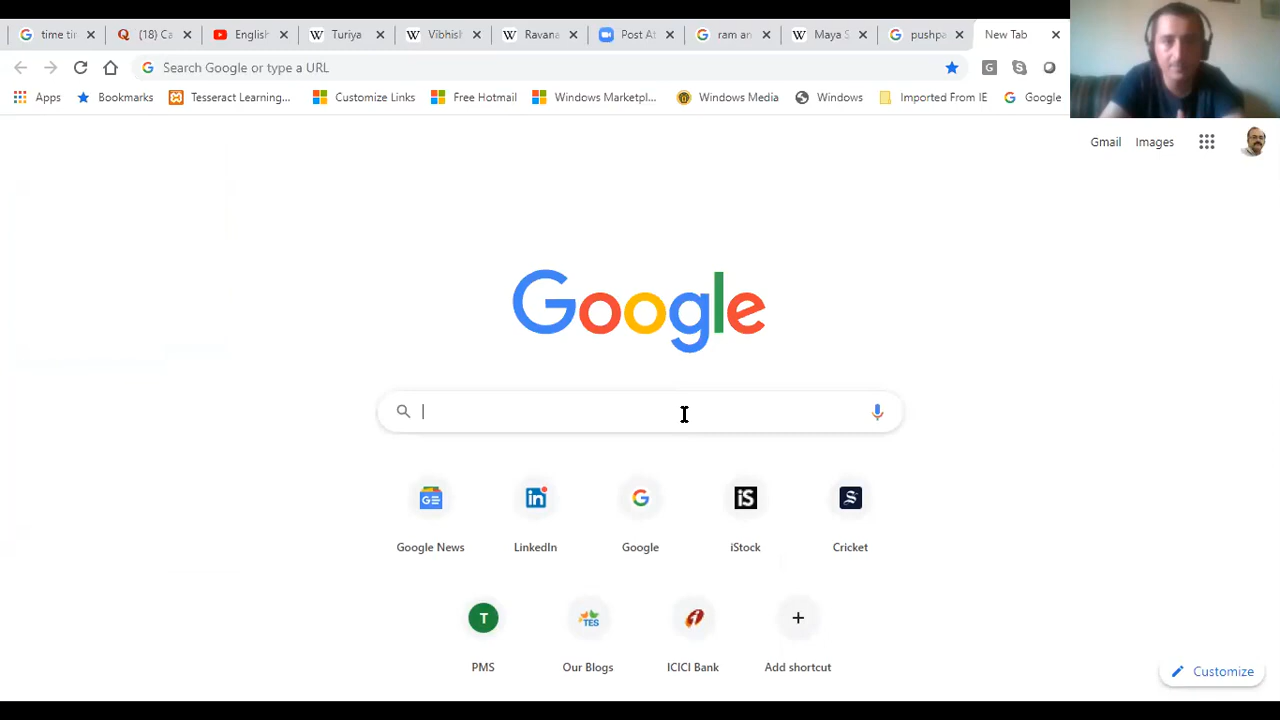 time tir (18) Ca English Turiya Vibhish Ravana Post At ram an Maya S pushpa New Tab
Search Google or type a URL
Apps Bookmarks Tesseract Learning... Customize Links Free Hotmail Windows Marketpl... Windows Media Windows Imported From IE Google
Gmail Images
Google
Google News LinkedIn Google iStock Cricket
T TES
PMS Our Blogs ICICI Bank Add shortcut
Customize